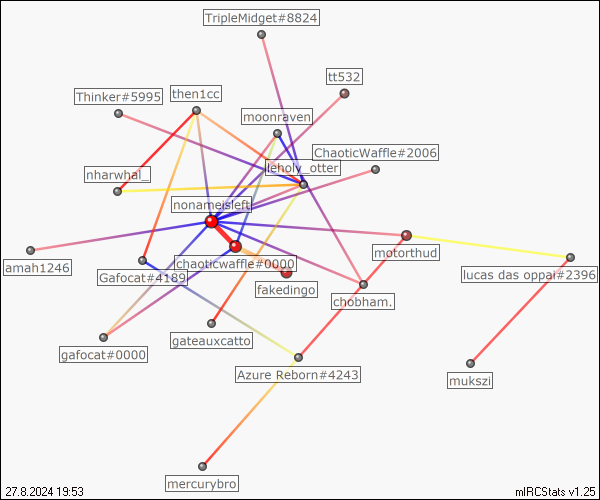 TripleMidget#8824
tt532
Thinker#5995
then1cc
moonraven
ChaoticWaffle#2006
leholy_otter
nharwhal_
nonameisleft
motorthud
amah1246
Gafocat#4189
chaoticwaffle#0000
lucas das oppai#2396
fakedingo
chobham.
gateauxcatto
gafocat#0000
Azure Reborn#4243
mukszi
mercurybro
27.8.2024 19:53
mIRCStats v1.25